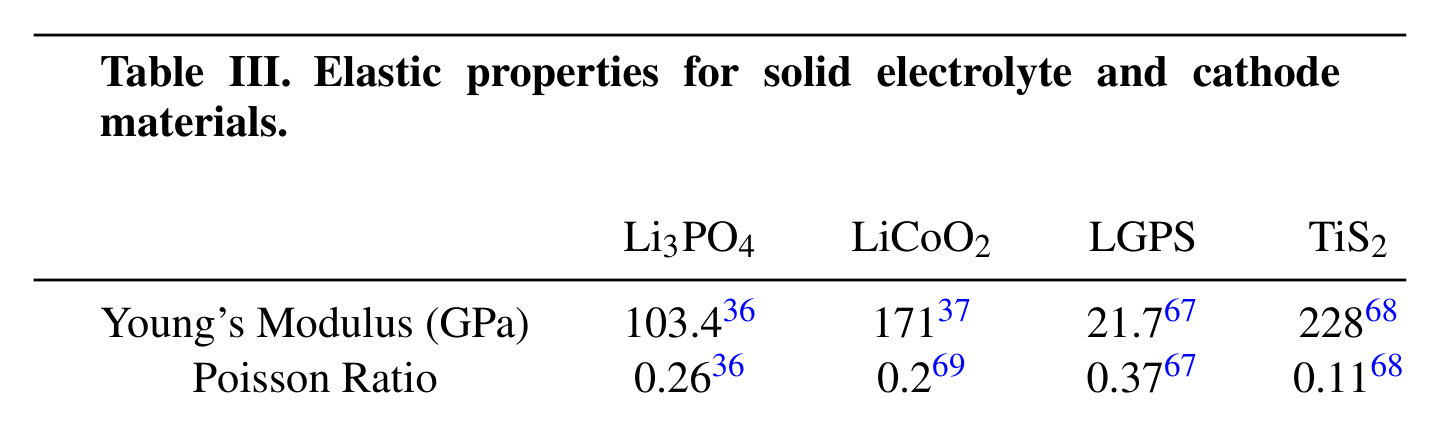 Table III. Elastic properties for solid electrolyte and cathode
materials.
Li₃PO₄ LiCoO₂ LGPS TiS₂
Young's Modulus (GPa) 103.4³⁶ 171³⁷ 21.7⁶⁷ 228⁶⁸
Poisson Ratio 0.26³⁶ 0.2⁶⁹ 0.37⁶⁷ 0.11⁶⁸